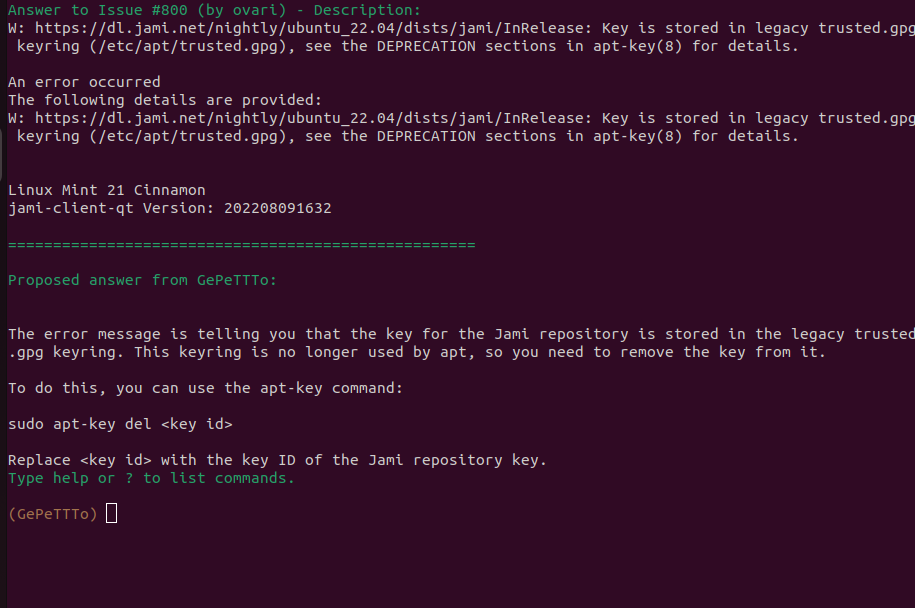 Answer to Issue #800 (by ovari) - Description:
W: https://dl.jami.net/nightly/ubuntu_22.04/dists/jami/InRelease: Key is stored in legacy trusted.gpg
keyring (/etc/apt/trusted.gpg), see the DEPRECATION sections in apt-key(8) for details.
An error occurred
The following details are provided:
W: https://dl.jami.net/nightly/ubuntu_22.04/dists/jami/InRelease: Key is stored in legacy trusted.gpg
keyring (/etc/apt/trusted.gpg), see the DEPRECATION sections in apt-key(8) for details.
Linux Mint 21 Cinnamon
jami-client-qt Version: 202208091632
====================================================
Proposed answer from GePeTTTo:
The error message is telling you that the key for the Jami repository is stored in the legacy trusted
.gpg keyring. This keyring is no longer used by apt, so you need to remove the key from it.
To do this, you can use the apt-key command:
sudo apt-key del <key id>
Replace <key id> with the key ID of the Jami repository key.
Type help or ? to list commands.
(GePeTTTo)